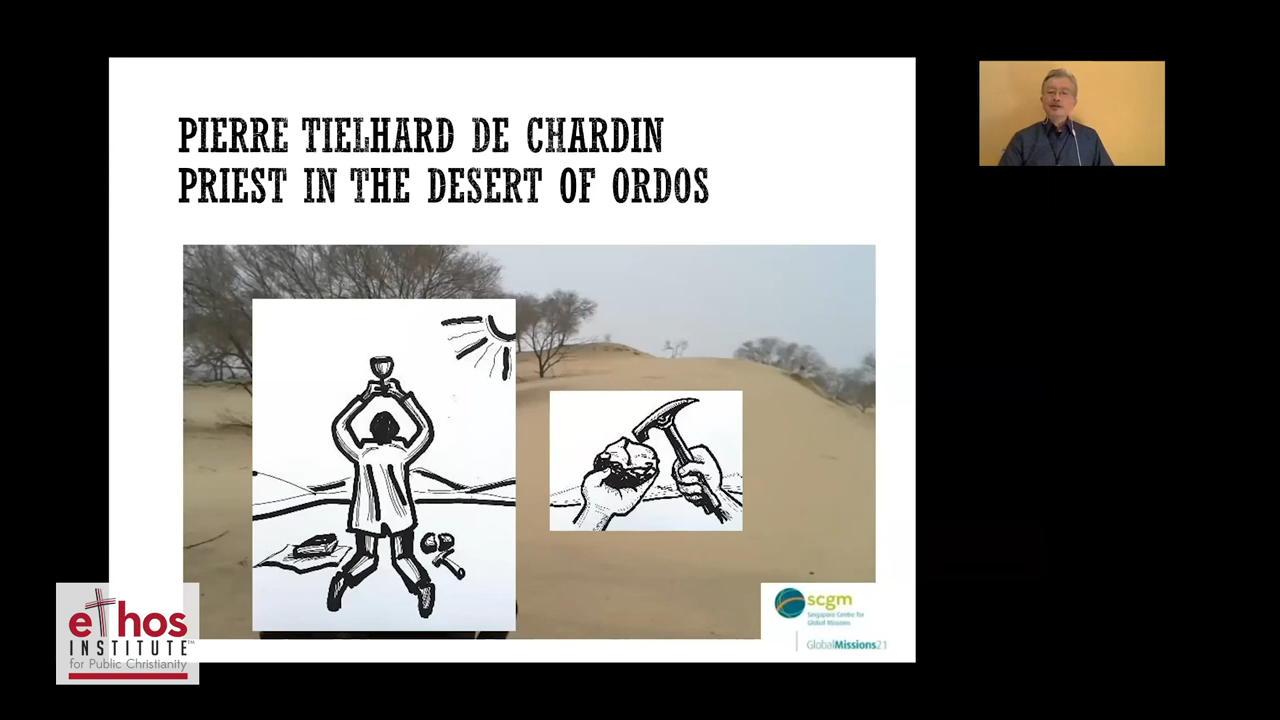 PIERRE TIELHARD DE CHARDIN
PRIEST IN THE DESERT OF ORDOS
scgm
Singapore Centre for
Global Missions
GlobalMissions21
ethos
INSTITUTE™
for Public Christianity